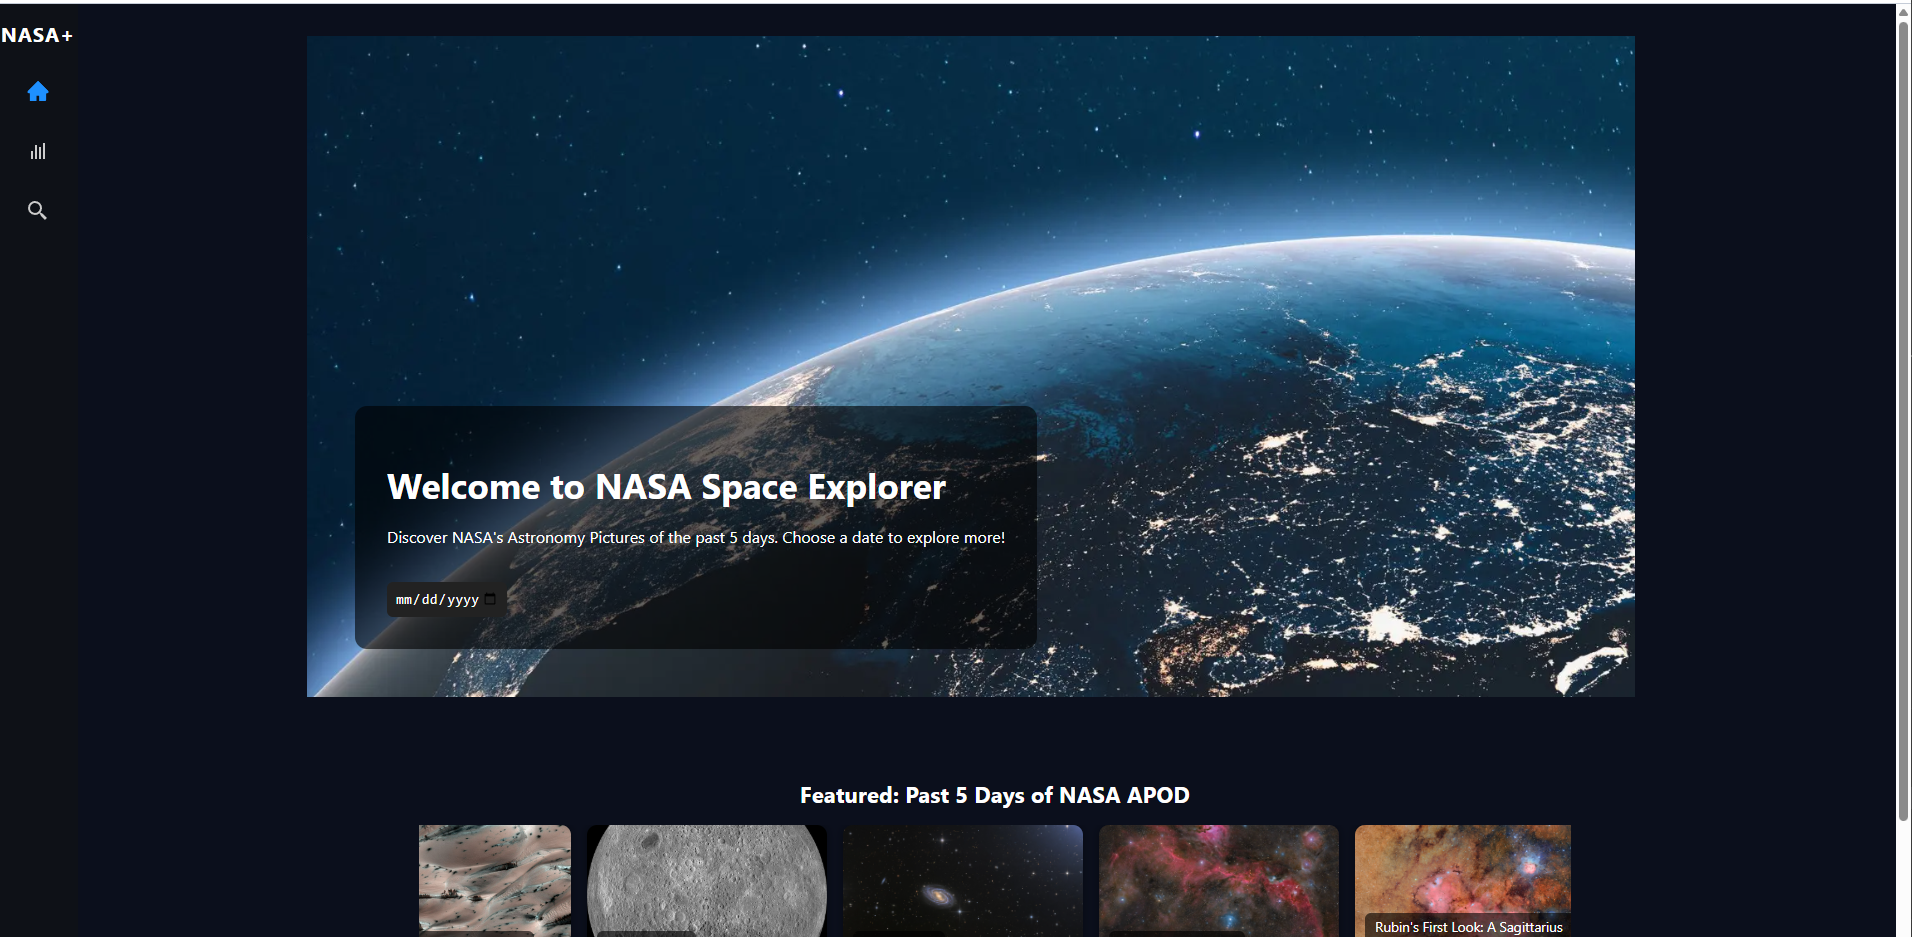 NASA+
Welcome to NASA Space Explorer
Discover NASA's Astronomy Pictures of the past 5 days. Choose a date to explore more!
mm/dd/yyyy
Featured: Past 5 Days of NASA APOD
Rubin's First Look: A Sagittarius